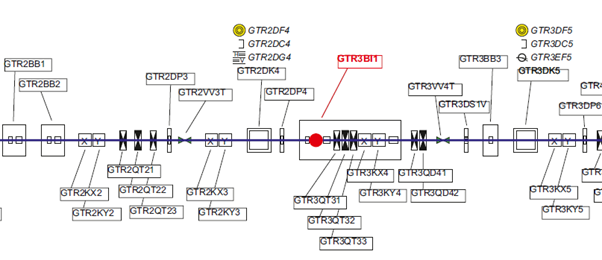 GTR2DF4
GTR2DC4
GTR2DG4
GTR3DF5
GTR3DC5
GTR3EF5
GTR2BB1
GTR2BB2
GTR2DP3
GTR2VV3T
GTR2DK4
GTR2DP4
GTR3BI1
GTR3VV4T
GTR3BB3
GTR3DS1V
GTR3DK5
GTR3DP6
X Y
X Y
X Y
X Y
GTR2QT21
GTR2QT22
GTR2QT23
GTR2KX2
GTR2KY2
GTR2KX3
GTR2KY3
GTR3KX4
GTR3KY4
GTR3QD41
GTR3QD42
GTR3QT31
GTR3QT32
GTR3QT33
GTR3KX5
GTR3KY5